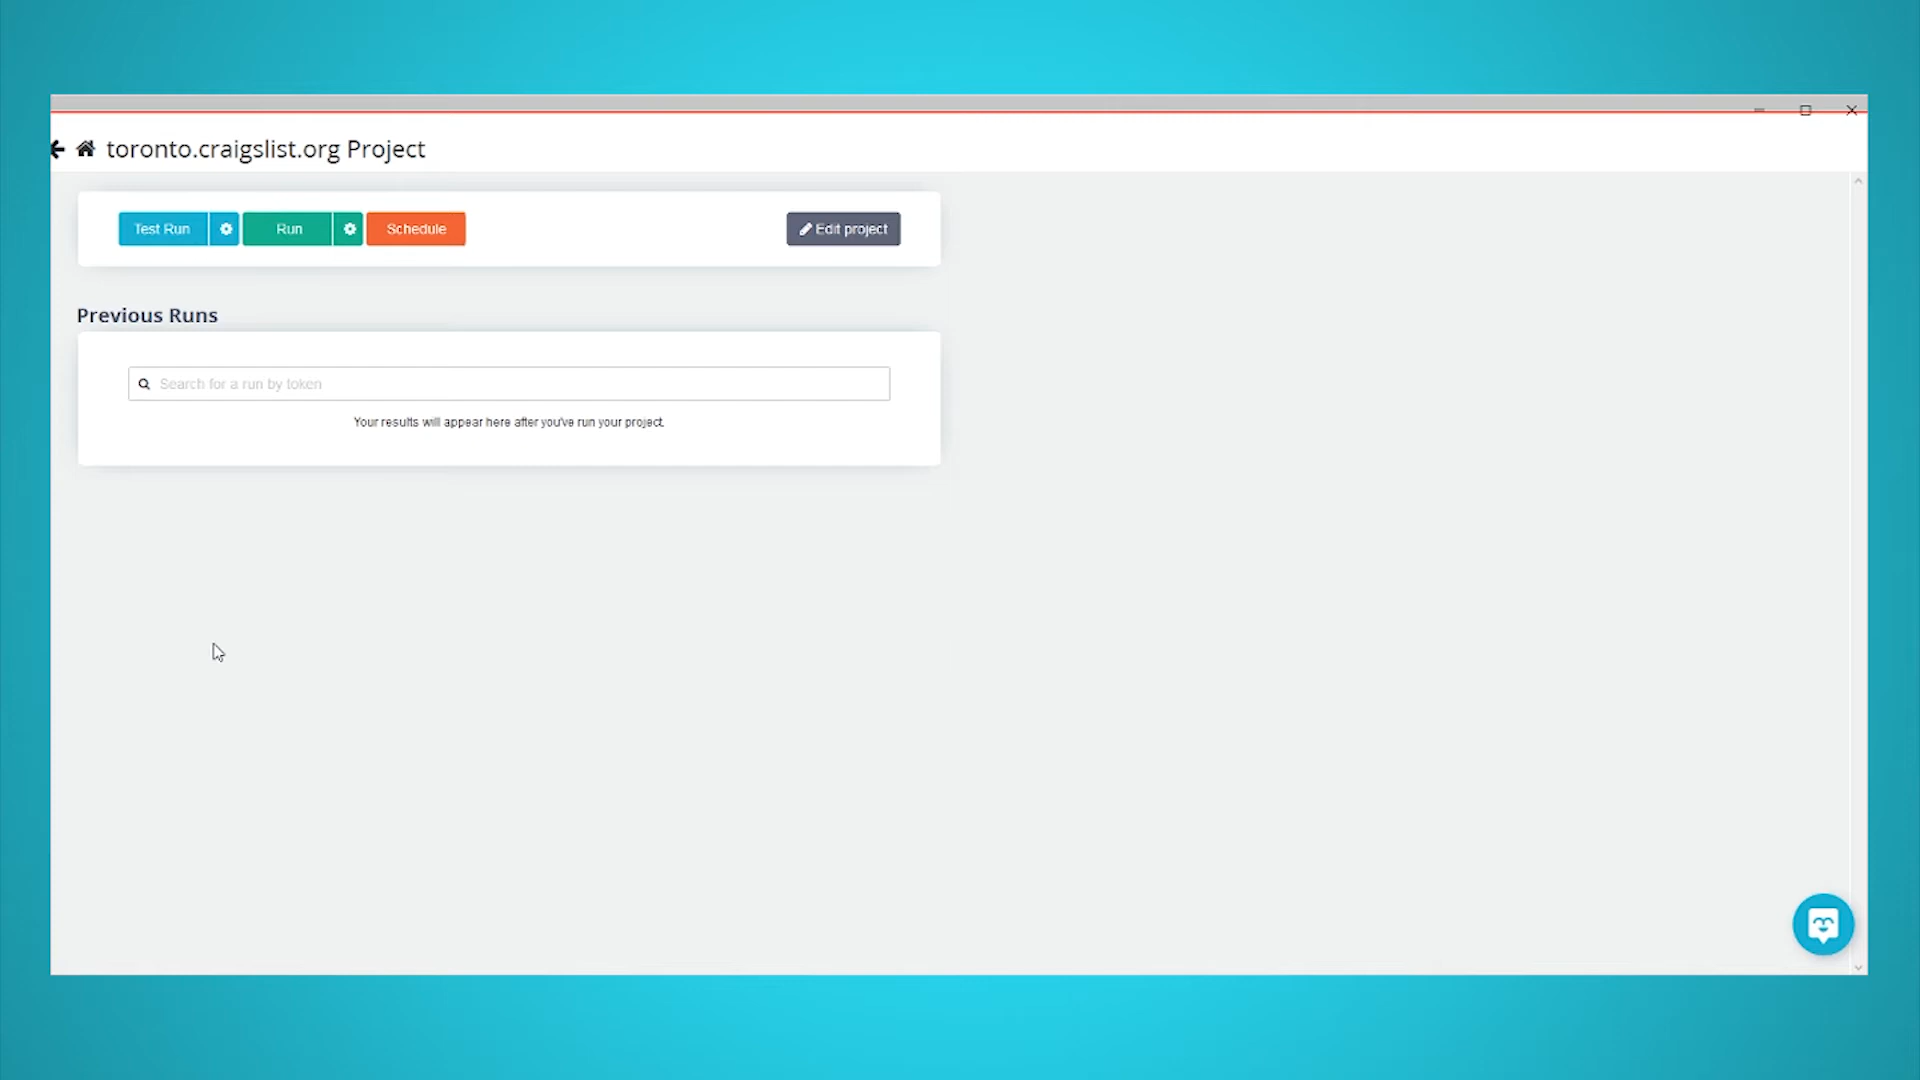 toronto.craigslist.org Project
Test Run
Run
Schedule
Edit project
Previous Runs
Search for a run by token
Your results will appear here after you've run your project.